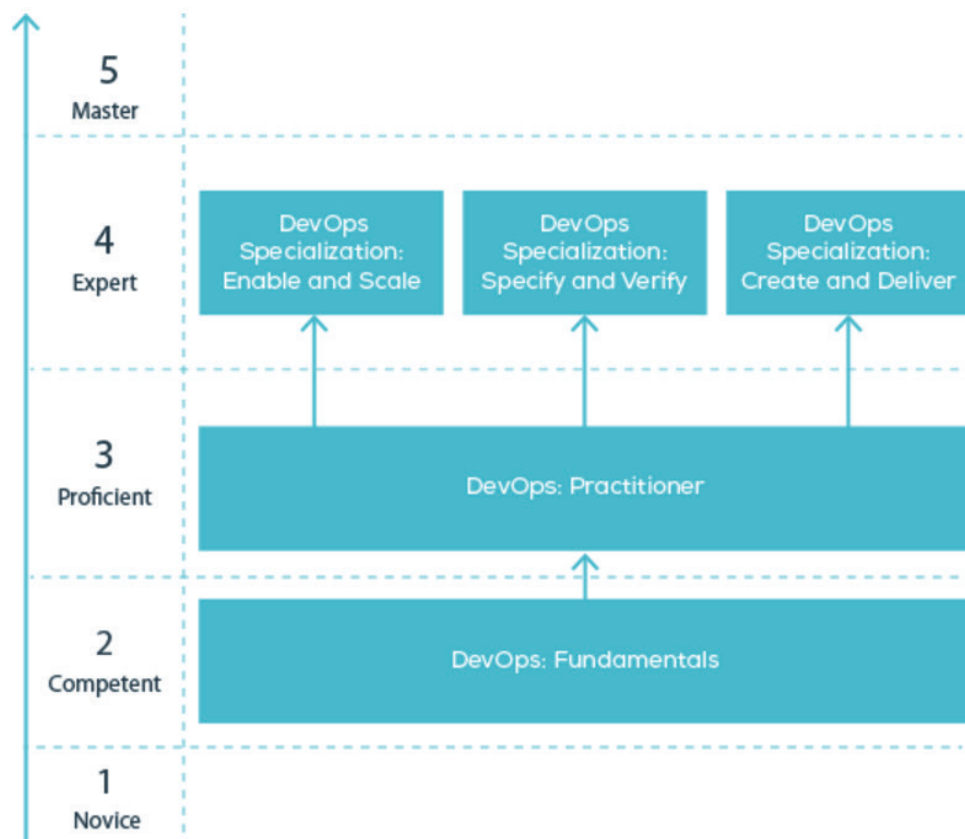 5
Master
4
Expert
DevOps
Specialization:
Enable and Scale
DevOps
Specialization:
Specify and Verify
DevOps
Specialization:
Create and Deliver
3
Proficient
DevOps: Practitioner
2
Competent
DevOps: Fundamentals
1
Novice